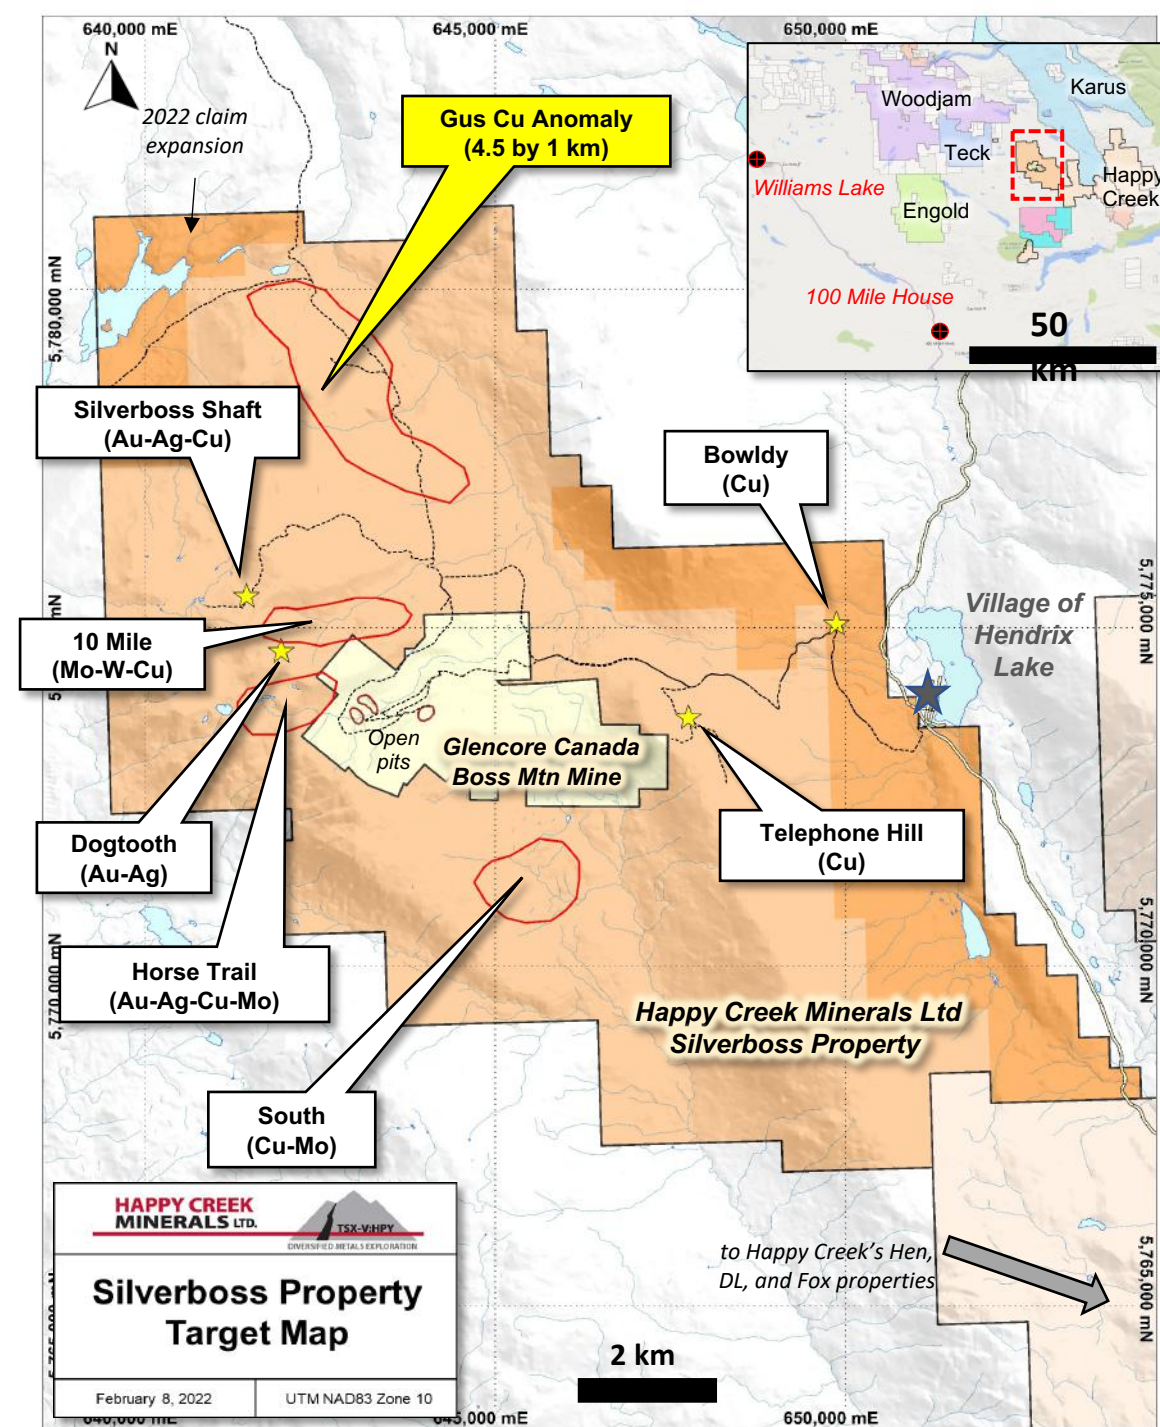 640,000 mE
645,000 mE
650,000 mE
N
2022 claim
expansion
Gus Cu Anomaly
(4.5 by 1 km)
Woodjam
Karus
Teck
Happy
Creek
Williams Lake
Engold
100 Mile House
50
km
5,780,000 mN
Silverboss Shaft
(Au-Ag-Cu)
Bowldy
(Cu)
5,775,000 mN
Village of
Hendrix
Lake
10 Mile
(Mo-W-Cu)
Open
pits
Glencore Canada
Boss Mtn Mine
Dogtooth
(Au-Ag)
Telephone Hill
(Cu)
5,770,000 mN
5,770,000 mN
Horse Trail
(Au-Ag-Cu-Mo)
Happy Creek Minerals Ltd
Silverboss Property
South
(Cu-Mo)
HAPPY CREEK
MINERALS LTD.
TSX-V:HPY
DIVERSIFIED METALS EXPLORATION
to Happy Creek's Hen,
DL, and Fox properties
5,765,000 mN
Silverboss Property
Target Map
2 km
February 8, 2022
UTM NAD83 Zone 10
640,000 mE
645,000 mE
650,000 mE